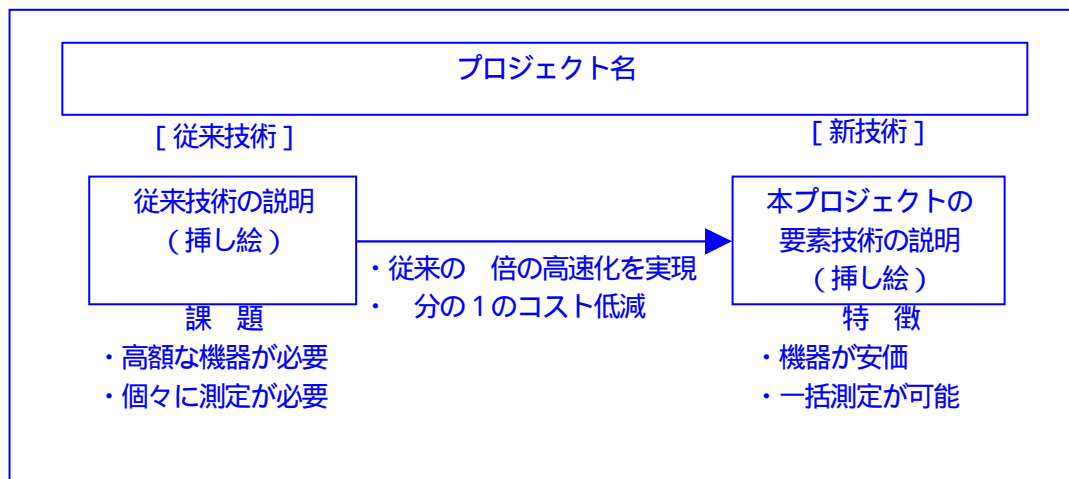 プロジェクト名
[ 従来技術 ]
[ 新技術 ]
従来技術の説明
( 挿し絵 )
本プロジェクトの
要素技術の説明
( 挿し絵 )
・従来の　倍の高速化を実現
・　分の1のコスト低減
課　題
・高額な機器が必要
・個々に測定が必要
特　徴
・機器が安価
・一括測定が可能